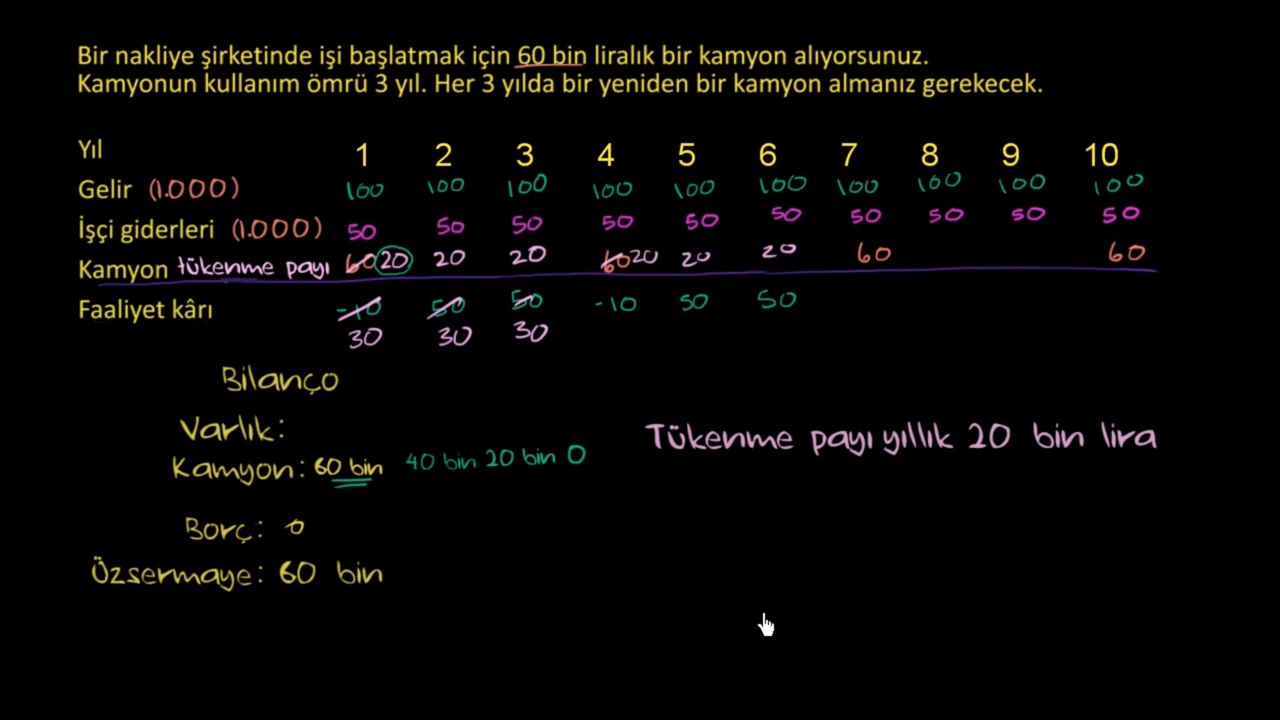 Bir nakliye şirketinde işi başlatmak için 60 bin liralık bir kamyon alıyorsunuz.
Kamyonun kullanım ömrü 3 yıl. Her 3 yılda bir yeniden bir kamyon almanız gerekecek.
Yıl 1 2 3 4 5 6 7 8 9 10
Gelir (1.000) 100 100 100 100 100 100 100 100 100 100
İşçi giderleri (1.000) 50 50 50 50 50 50 50 50 50 50
Kamyon tükenme payı 60 20 20 20 60 20 20 20 60 60
Faaliyet kârı -10 50 50 -10 50 50
30 30 30
Bilanço
Varlık:
Tükenme payı yıllık 20 bin lira
Kamyon: 60 bin 40 bin 20 bin 0
Borç: 0
Üzsermaye: 60 bin